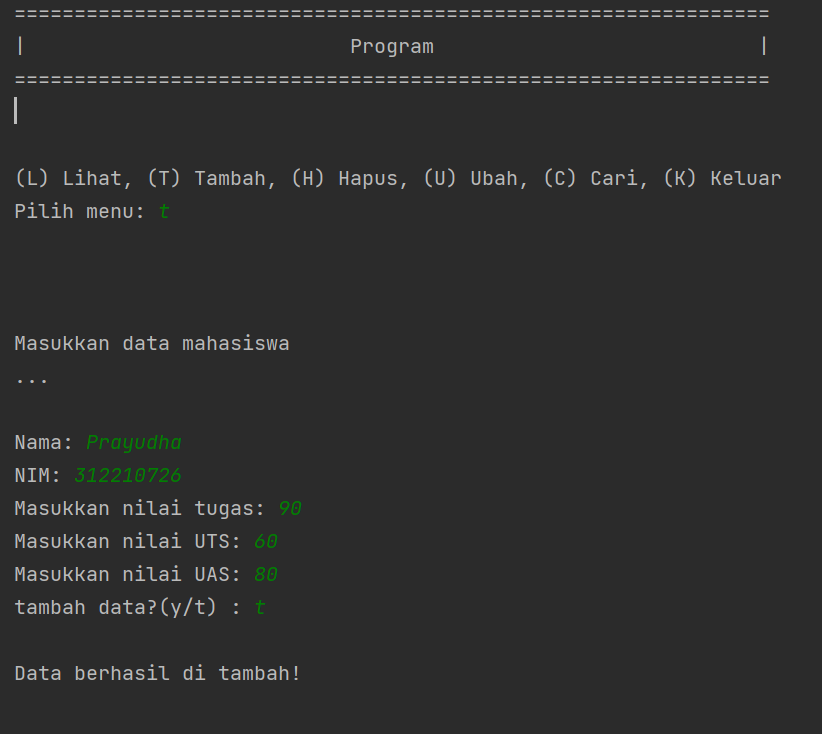 ===============================================================
|                           Program                           |
===============================================================
(L) Lihat, (T) Tambah, (H) Hapus, (U) Ubah, (C) Cari, (K) Keluar
Pilih menu: t
Masukkan data mahasiswa
...
Nama: Prayudha
NIM: 312210726
Masukkan nilai tugas: 90
Masukkan nilai UTS: 60
Masukkan nilai UAS: 80
tambah data?(y/t) : t
Data berhasil di tambah!